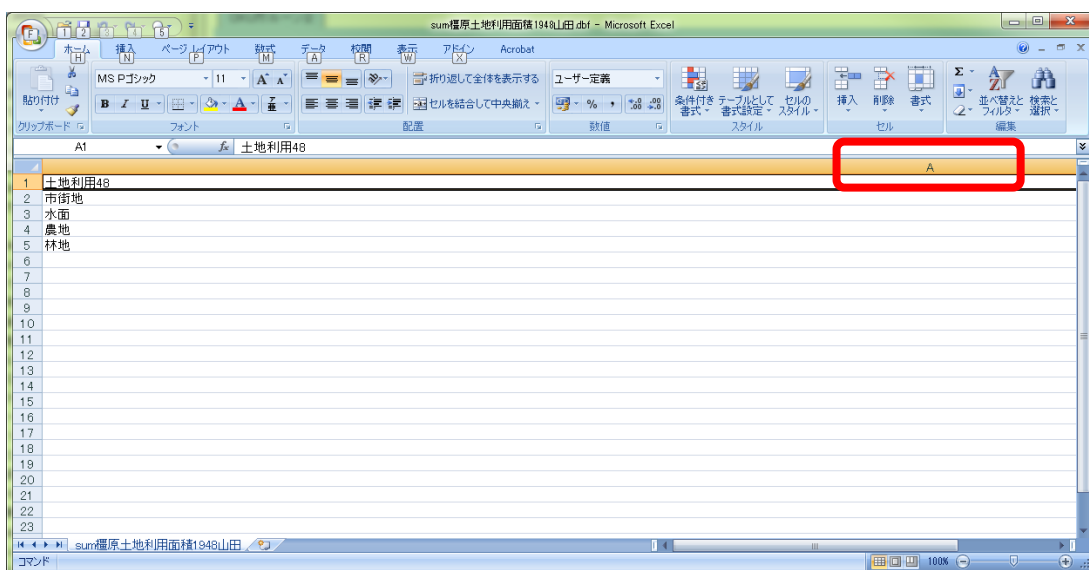 sum橿原土地利用面積1948山田.dbf - Microsoft Excel
1 2 3 4 5
F
ホーム 挿入 ページ レイアウト 数式 データ 校閲 表示 アドイン Acrobat
H N P M A R W X
貼り付け
MS Pゴシック 11 A A 折り返して全体を表示する ユーザー定義
B I U A セルを結合して中央揃え % , .0 .00 .00 .0
条件付き書式 テーブルとして書式設定 セルのスタイル 挿入 削除 書式 Σ 並べ替えとフィルタ 検索と選択
クリップボード フォント 配置 数値 スタイル セル 編集
A1 fx 土地利用48
A
1 土地利用48
2 市街地
3 水面
4 農地
5 林地
6
7
8
9
10
11
12
13
14
15
16
17
18
19
20
21
22
23
sum橿原土地利用面積1948山田
コマンド 100%